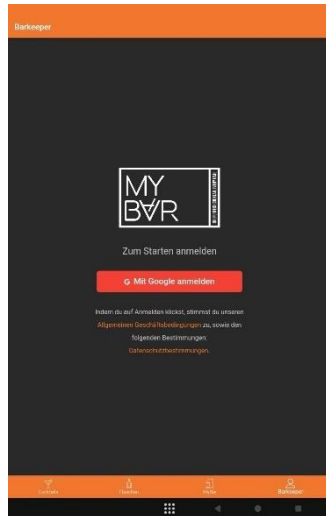 Barkeeper
MY
BAR
Zum Starten anmelden
G Mit Google anmelden
Indem du auf Anmelden klickst, stimmst du unseren
Allgemeinen Geschäftsbedingungen zu, sowie den
folgenden Bestimmungen:
Datenschutzbestimmungen.
Cocktails
Flaschen
Barkeeper